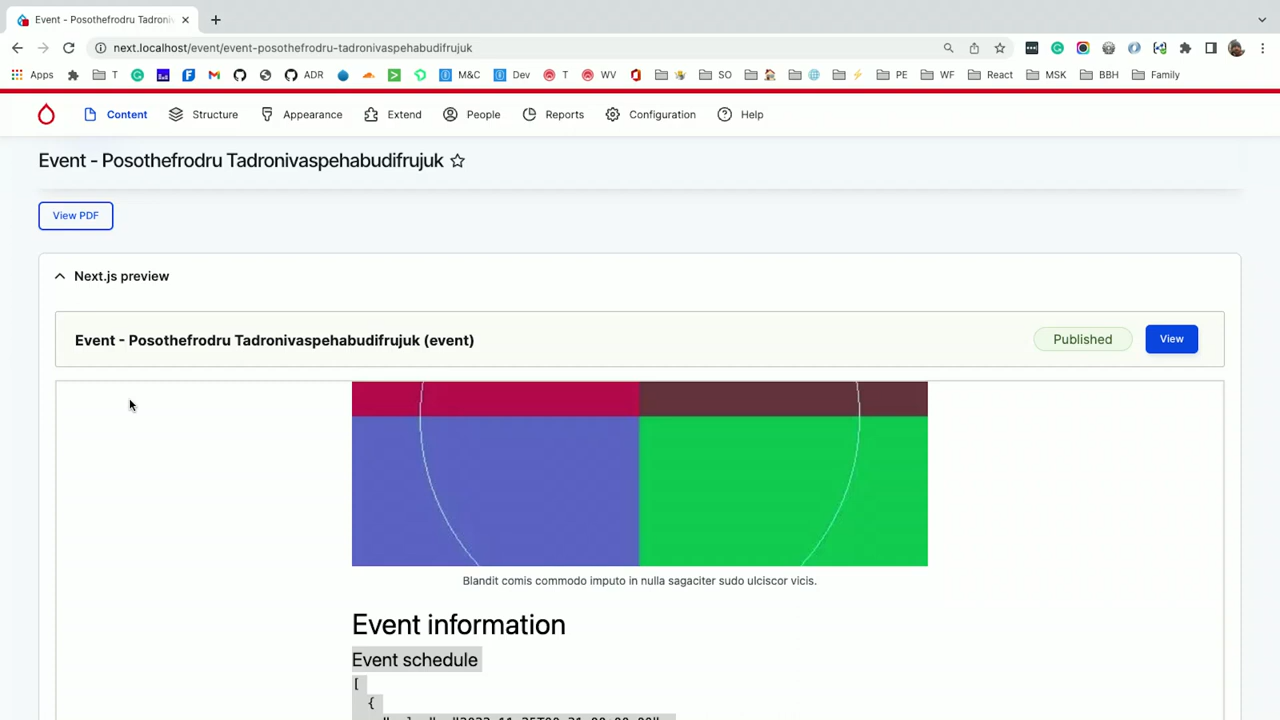 Event - Posothefrodru Tadroni
next.localhost/event/event-posothefrodru-tadronivaspehabudifrujuk
Apps T ADR M&C Dev T WV SO PE WF React MSK BBH Family
Content Structure Appearance Extend People Reports Configuration Help
Event - Posothefrodru Tadronivaspehabudifrujuk
View PDF
Next.js preview
Event - Posothefrodru Tadronivaspehabudifrujuk (event) Published View
Blandit comis commodo imputo in nulla sagaciter sudo ulciscor vicis.
Event information
Event schedule
[
{